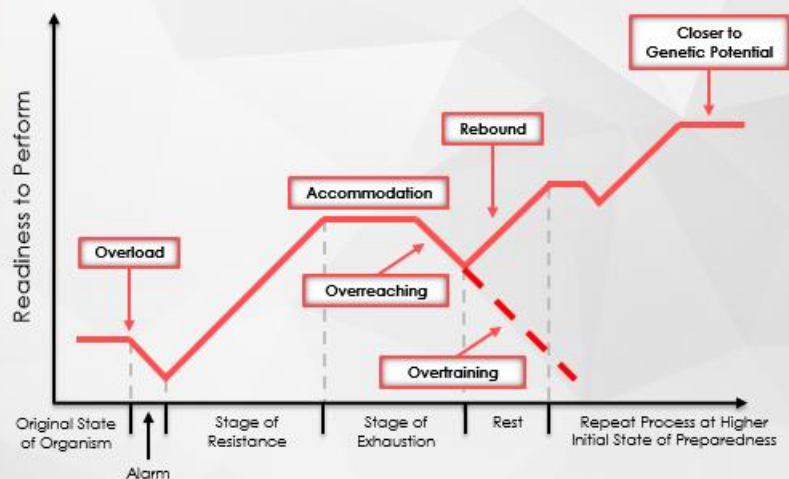 Closer to
Genetic Potential
Rebound
Accommodation
Overload
Overreaching
Overtraining
Readiness to Perform
Original State
of Organism
Alarm
Stage of
Resistance
Stage of
Exhaustion
Rest
Repeat Process at Higher
Initial State of Preparedness